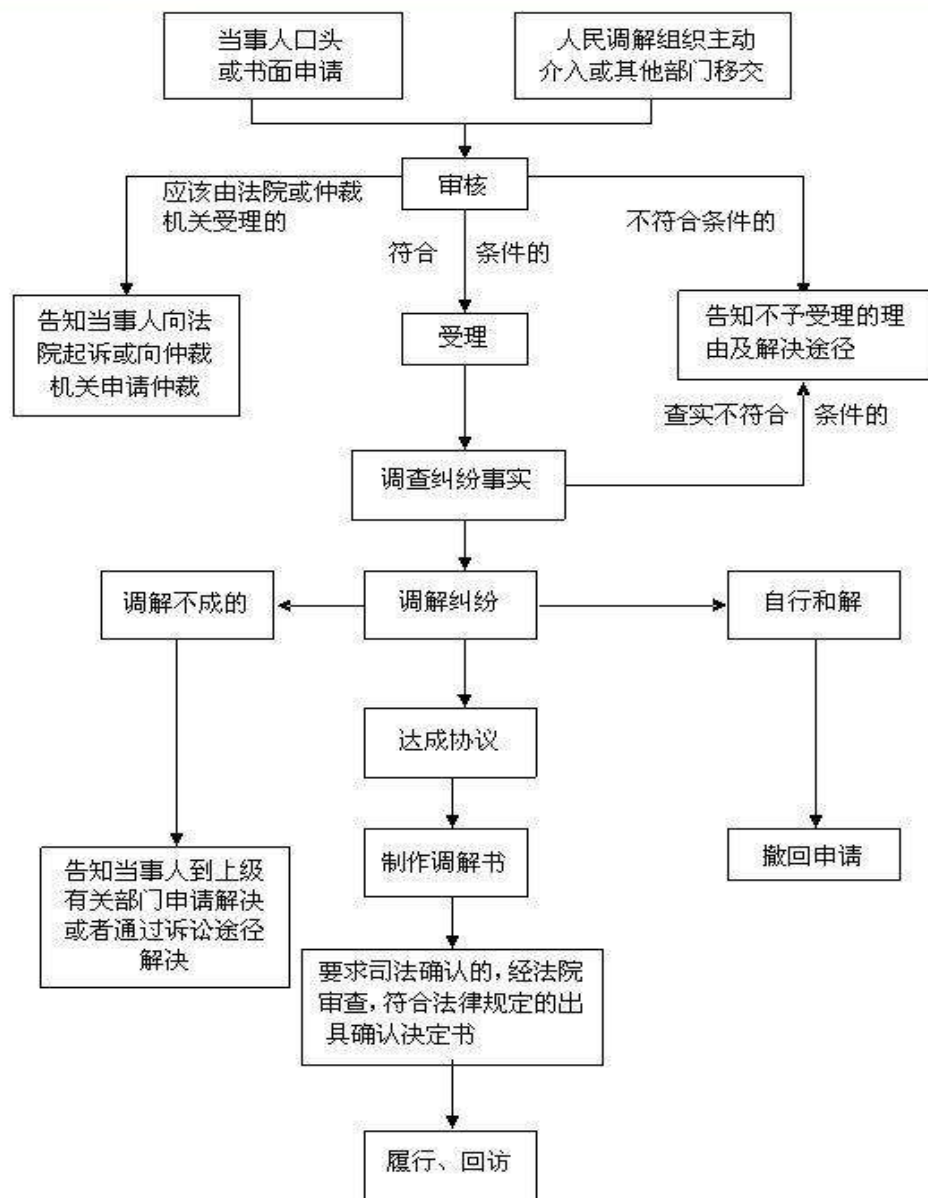 当事人口头
或书面申请
人民调解组织主动
介入或其他部门移交
审核
应该由法院或仲裁
机关受理的
符合 条件的
不符合条件的
告知当事人向法
院起诉或向仲裁
机关申请仲裁
受理
告知不予受理的理
由及解决途径
查实不符合 条件的
调查纠纷事实
调解不成的
调解纠纷
自行和解
达成协议
制作调解书
撤回申请
告知当事人到上级
有关部门申请解决
或者通过诉讼途径
解决
要求司法确认的,经法院
审查,符合法律规定的出
具确认决定书
履行、回访